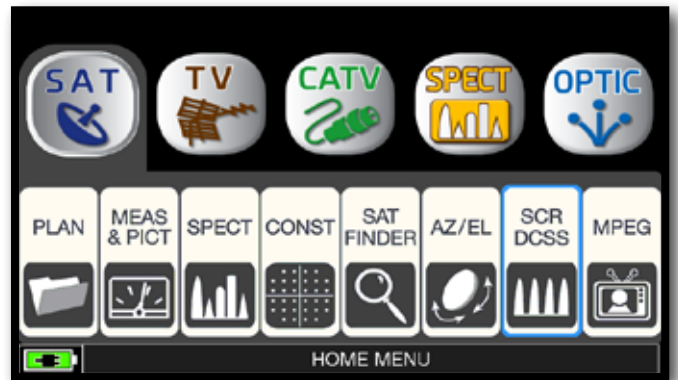 SAT TV CATV SPECT OPTIC
PLAN
MEAS
& PICT
SPECT
CONST
SAT
FINDER
AZ/EL
SCR
DCSS
MPEG
HOME MENU